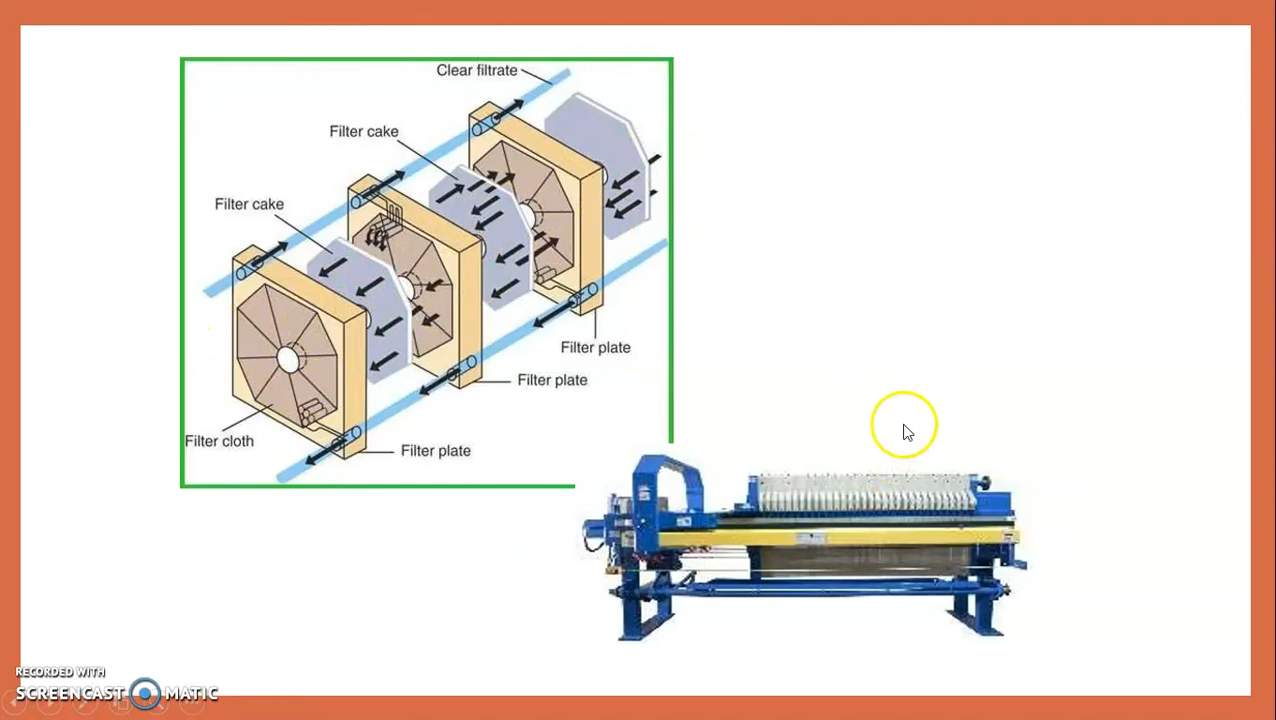 Clear filtrate
Filter cake
Filter cake
Filter plate
Filter plate
Filter cloth
Filter plate
RECORDED WITH
SCREENCAST MATIC